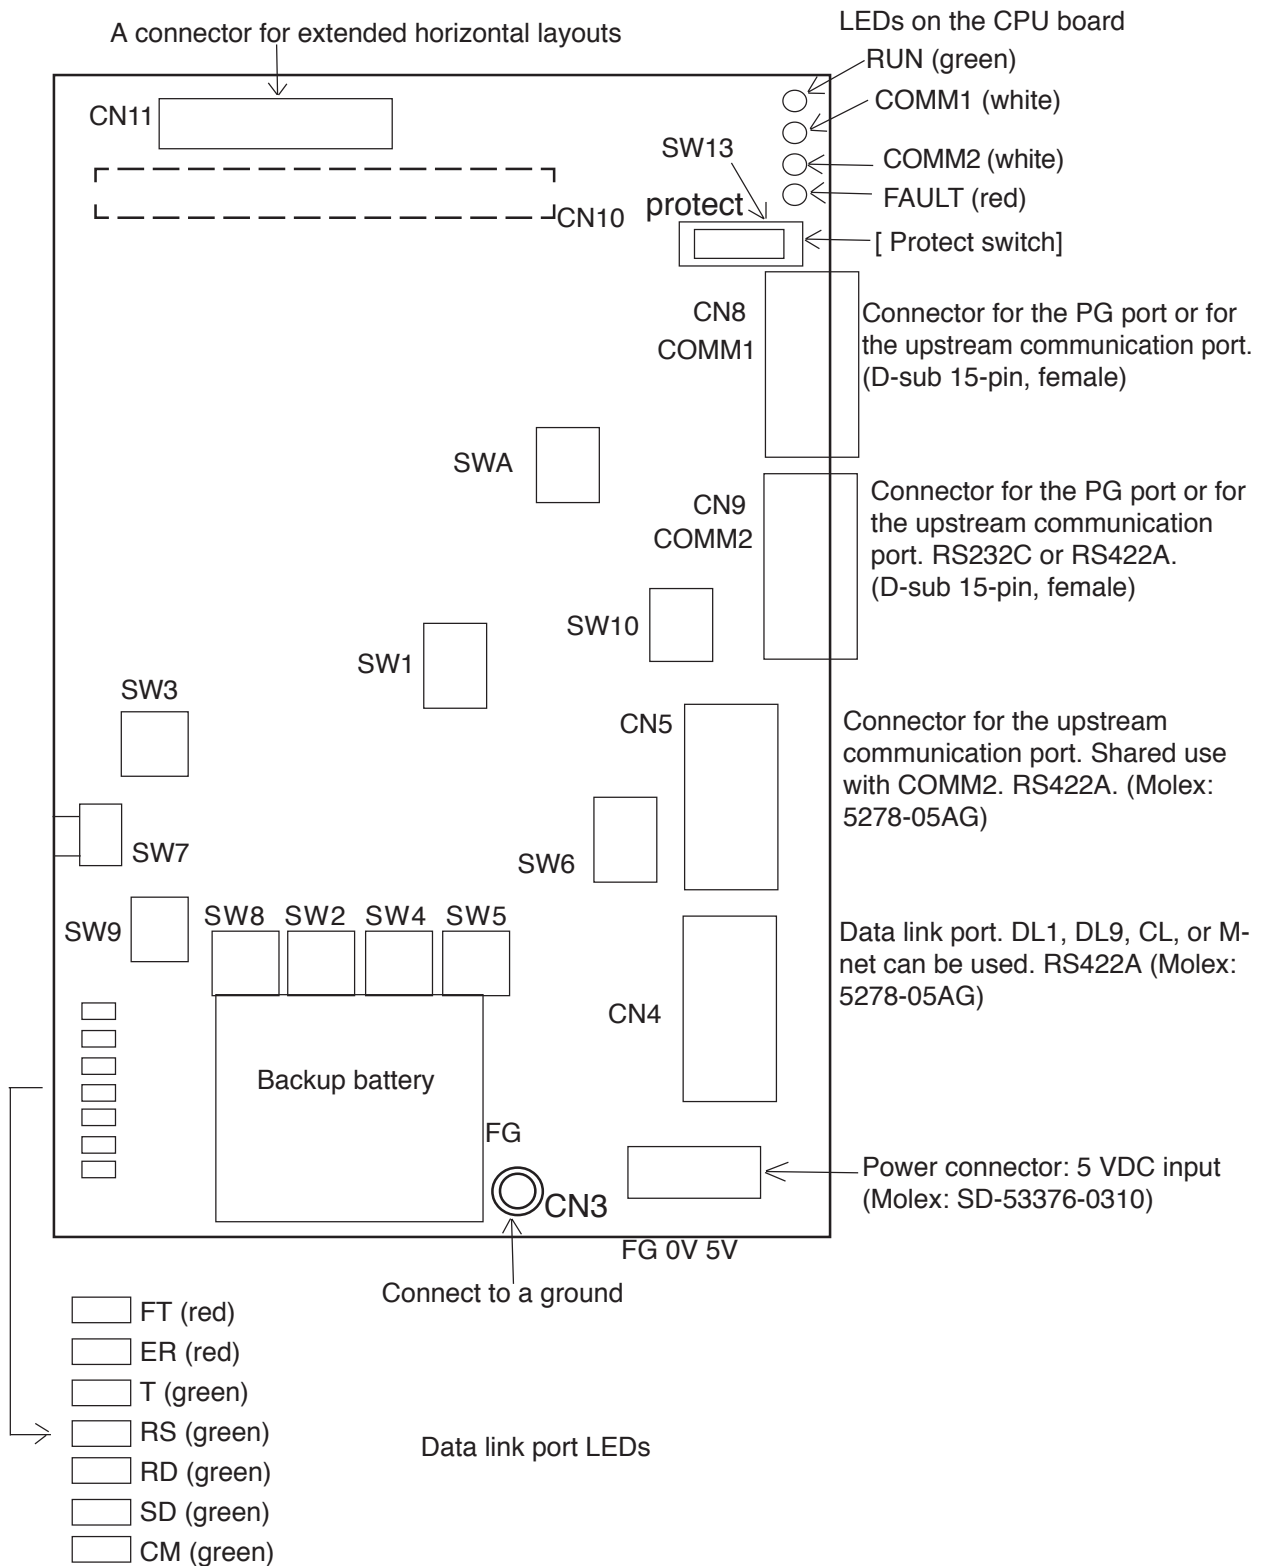 A connector for extended horizontal layouts
LEDs on the CPU board
RUN (green)
COMM1 (white)
COMM2 (white)
FAULT (red)
[ Protect switch]
CN11
CN10
SW13
protect
CN8
COMM1
Connector for the PG port or for
the upstream communication port.
(D-sub 15-pin, female)
SWA
CN9
COMM2
Connector for the PG port or for
the upstream communication
port. RS232C or RS422A.
(D-sub 15-pin, female)
SW10
SW1
SW3
CN5
Connector for the upstream
communication port. Shared use
with COMM2. RS422A. (Molex:
5278-05AG)
SW7
SW6
SW9
SW8 SW2 SW4 SW5
Data link port. DL1, DL9, CL, or M-
net can be used. RS422A (Molex:
5278-05AG)
CN4
Backup battery
FG
CN3
Power connector: 5 VDC input
(Molex: SD-53376-0310)
FG 0V 5V
Connect to a ground
FT (red)
ER (red)
T (green)
RS (green)
RD (green)
SD (green)
CM (green)
Data link port LEDs